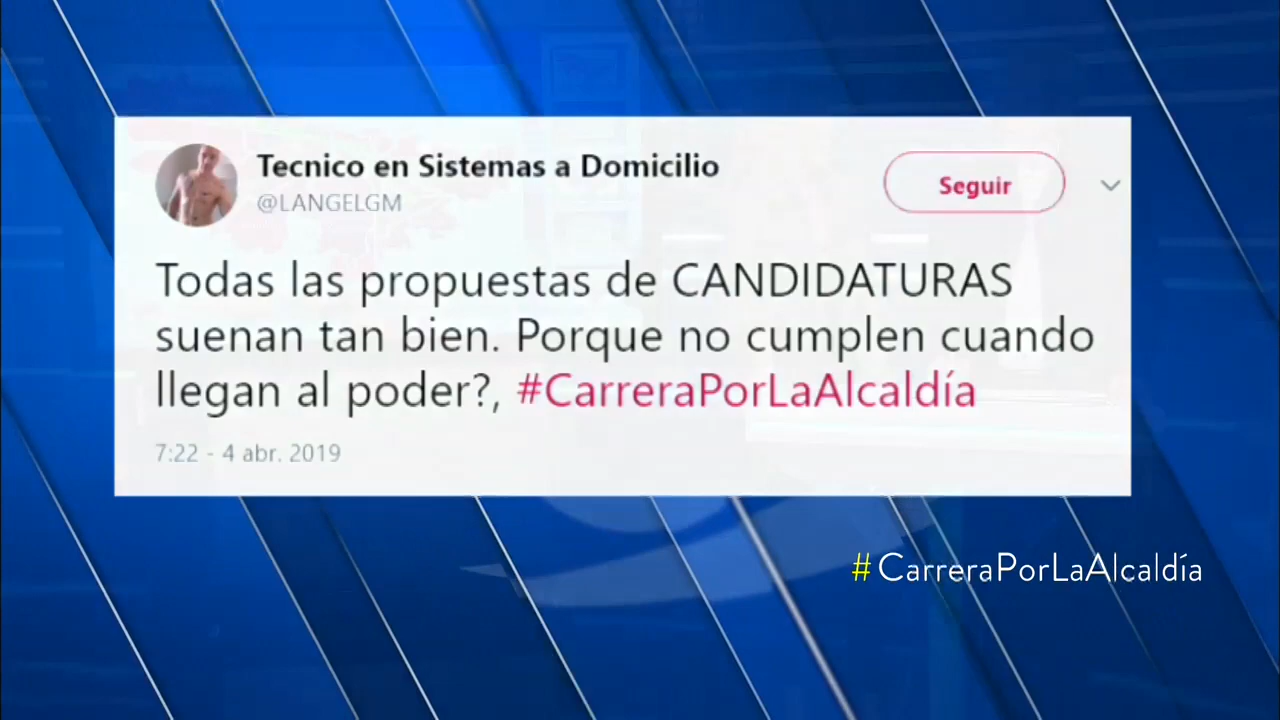 Tecnico en Sistemas a Domicilio
@LANGELGM
Seguir
Todas las propuestas de CANDIDATURAS
suenan tan bien. Porque no cumplen cuando
llegan al poder?, #CarreraPorLaAlcaldía
7:22 - 4 abr. 2019
#CarreraPorLaAlcaldía